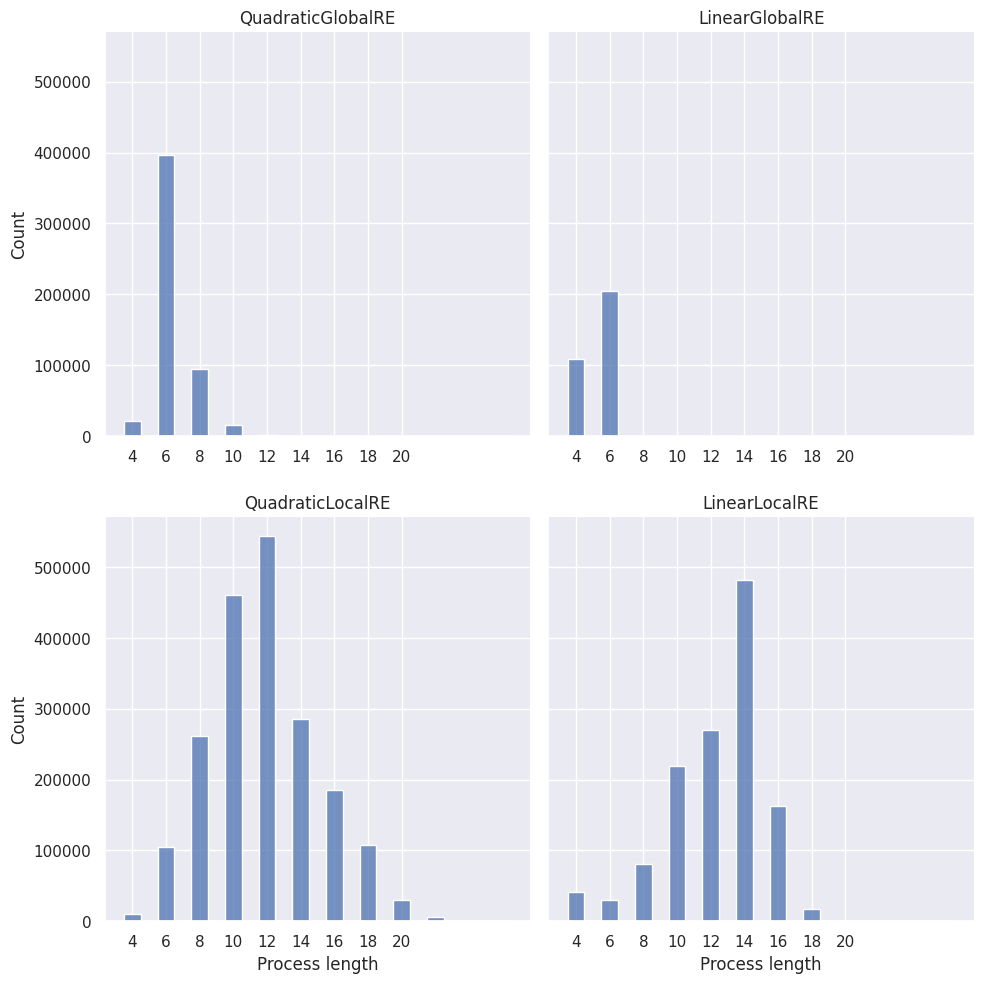 QuadraticGlobalRE
LinearGlobalRE
500000
400000
300000
200000
100000
0
Count
4 6 8 10 12 14 16 18 20
4 6 8 10 12 14 16 18 20
QuadraticLocalRE
LinearLocalRE
500000
400000
300000
200000
100000
0
Count
4 6 8 10 12 14 16 18 20
4 6 8 10 12 14 16 18 20
Process length
Process length